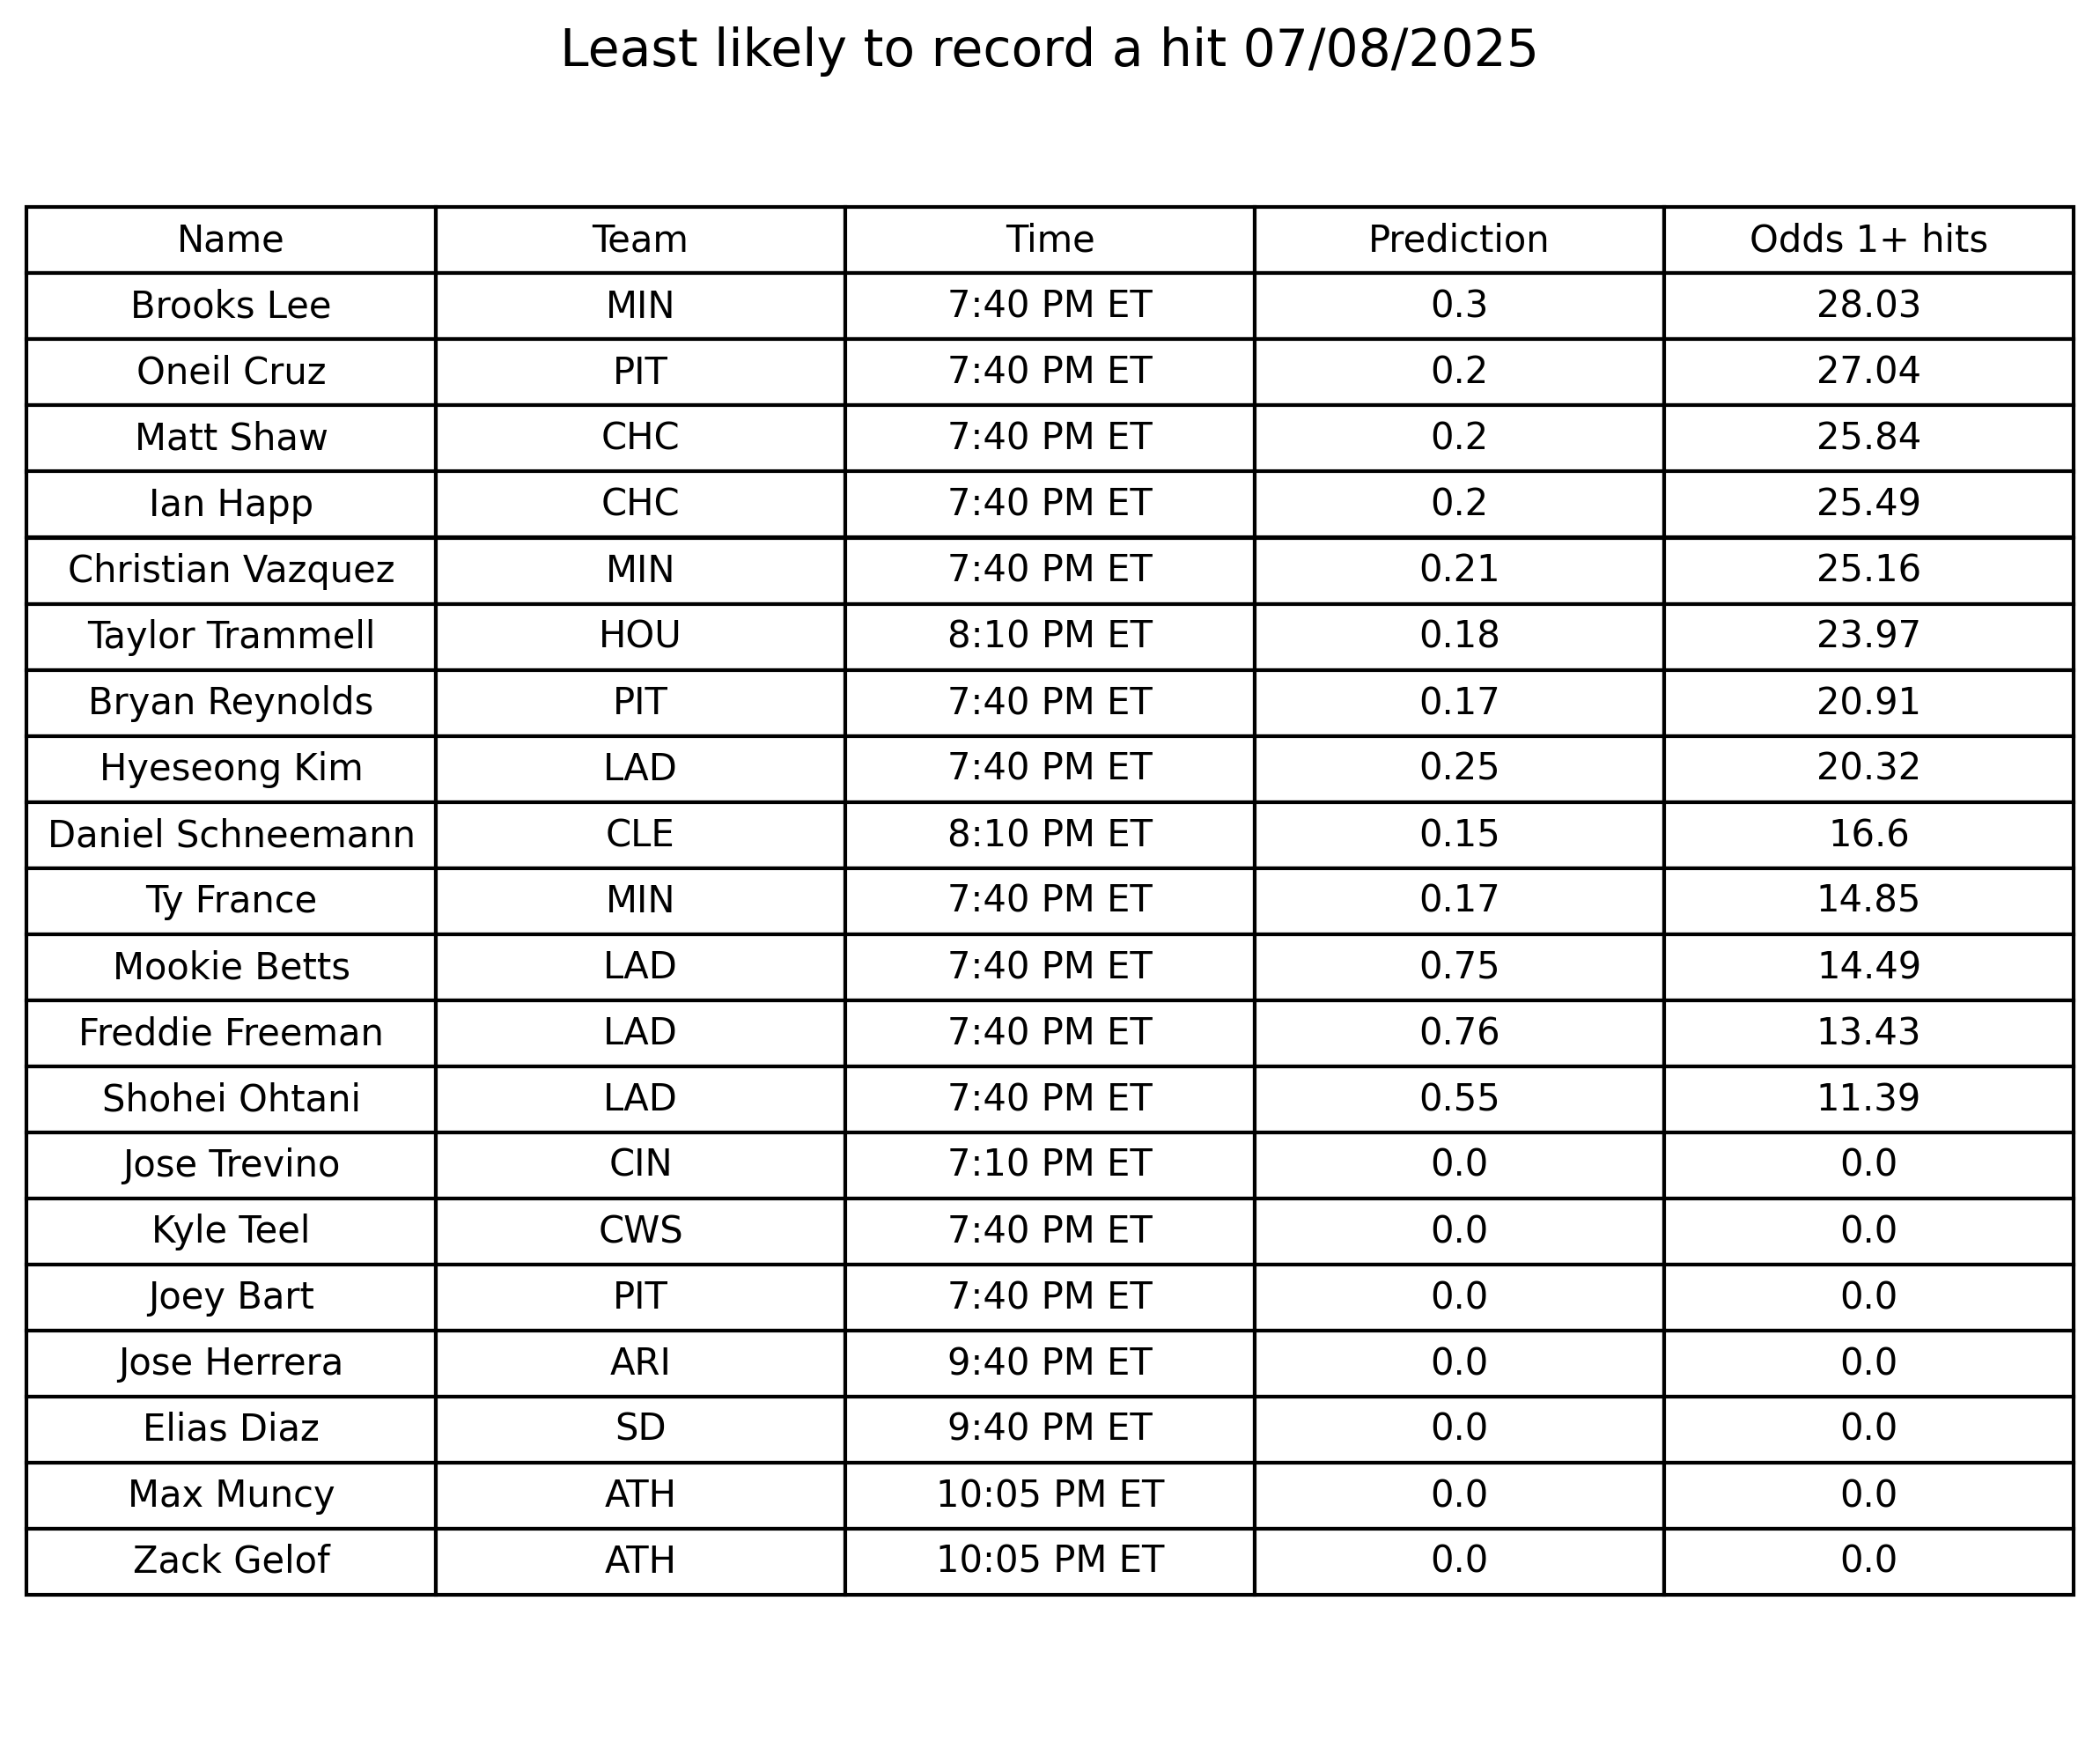 Least likely to record a hit 07/08/2025
Name Team Time Prediction Odds 1+ hits
Brooks Lee MIN 7:40 PM ET 0.3 28.03
Oneil Cruz PIT 7:40 PM ET 0.2 27.04
Matt Shaw CHC 7:40 PM ET 0.2 25.84
Ian Happ CHC 7:40 PM ET 0.2 25.49
Christian Vazquez MIN 7:40 PM ET 0.21 25.16
Taylor Trammell HOU 8:10 PM ET 0.18 23.97
Bryan Reynolds PIT 7:40 PM ET 0.17 20.91
Hyeseong Kim LAD 7:40 PM ET 0.25 20.32
Daniel Schneemann CLE 8:10 PM ET 0.15 16.6
Ty France MIN 7:40 PM ET 0.17 14.85
Mookie Betts LAD 7:40 PM ET 0.75 14.49
Freddie Freeman LAD 7:40 PM ET 0.76 13.43
Shohei Ohtani LAD 7:40 PM ET 0.55 11.39
Jose Trevino CIN 7:10 PM ET 0.0 0.0
Kyle Teel CWS 7:40 PM ET 0.0 0.0
Joey Bart PIT 7:40 PM ET 0.0 0.0
Jose Herrera ARI 9:40 PM ET 0.0 0.0
Elias Diaz SD 9:40 PM ET 0.0 0.0
Max Muncy ATH 10:05 PM ET 0.0 0.0
Zack Gelof ATH 10:05 PM ET 0.0 0.0